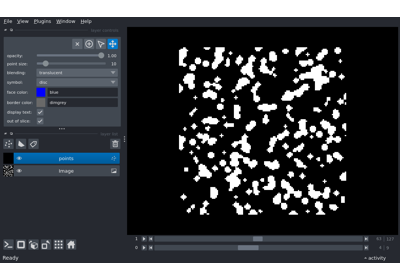 File View Plugins Window Help
opacity: 1.00
point size: 10
blending: translucent
symbol: disc
face color: blue
border color: dimgrey
display text:
out of slice:
points
Image
1
0
Ready
activity